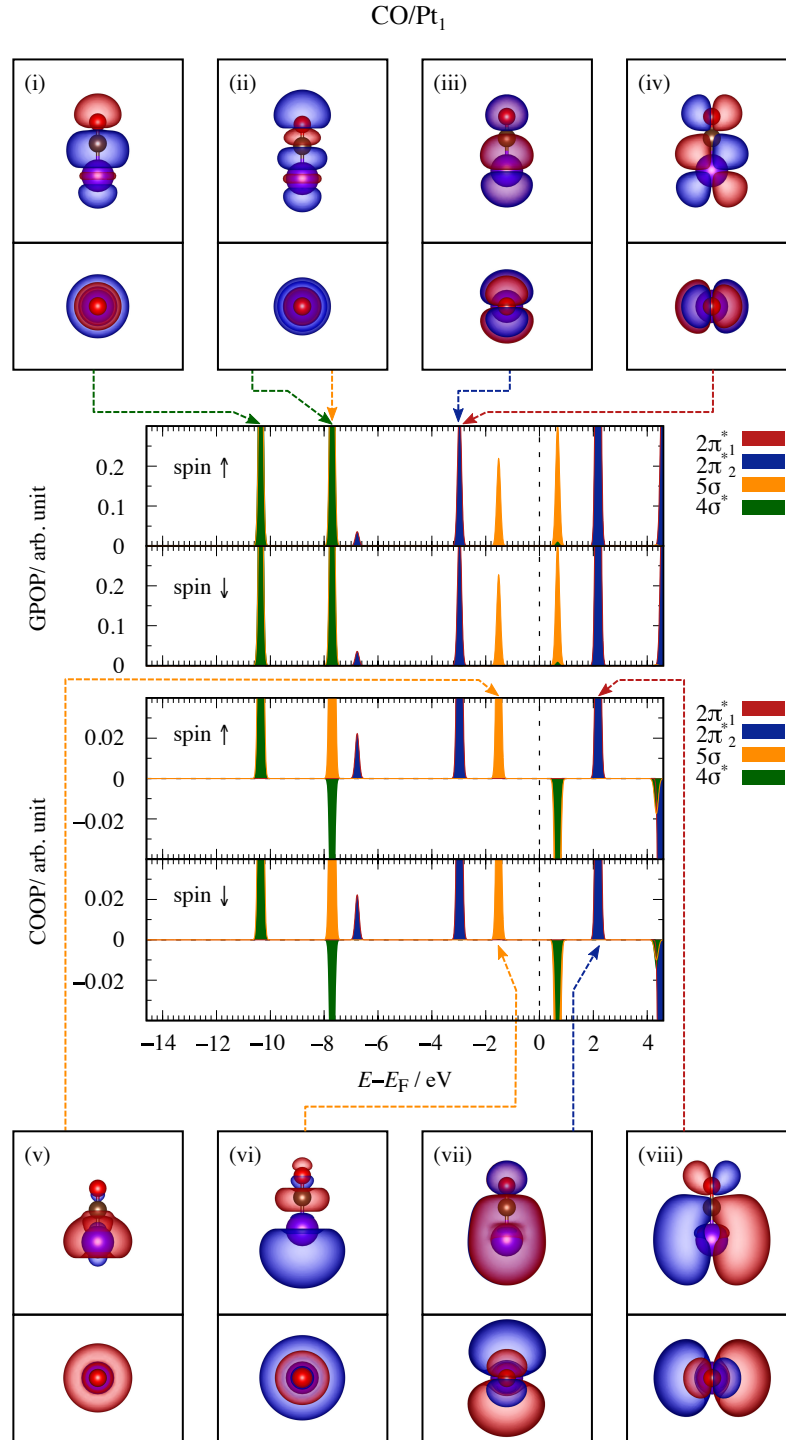 CO/Pt₁
(i) (ii) (iii) (iv)
GPOP/ arb. unit
0.2
0.1
0
spin ↑
0.2
0.1
0
spin ↓
2π*₁
2π*₂
5σ
4σ*
COOP/ arb. unit
0.02
0
−0.02
spin ↑
0.02
0
−0.02
spin ↓
2π*₁
2π*₂
5σ
4σ*
−14 −12 −10 −8 −6 −4 −2 0 2 4
E−E_F / eV
(v) (vi) (vii) (viii)